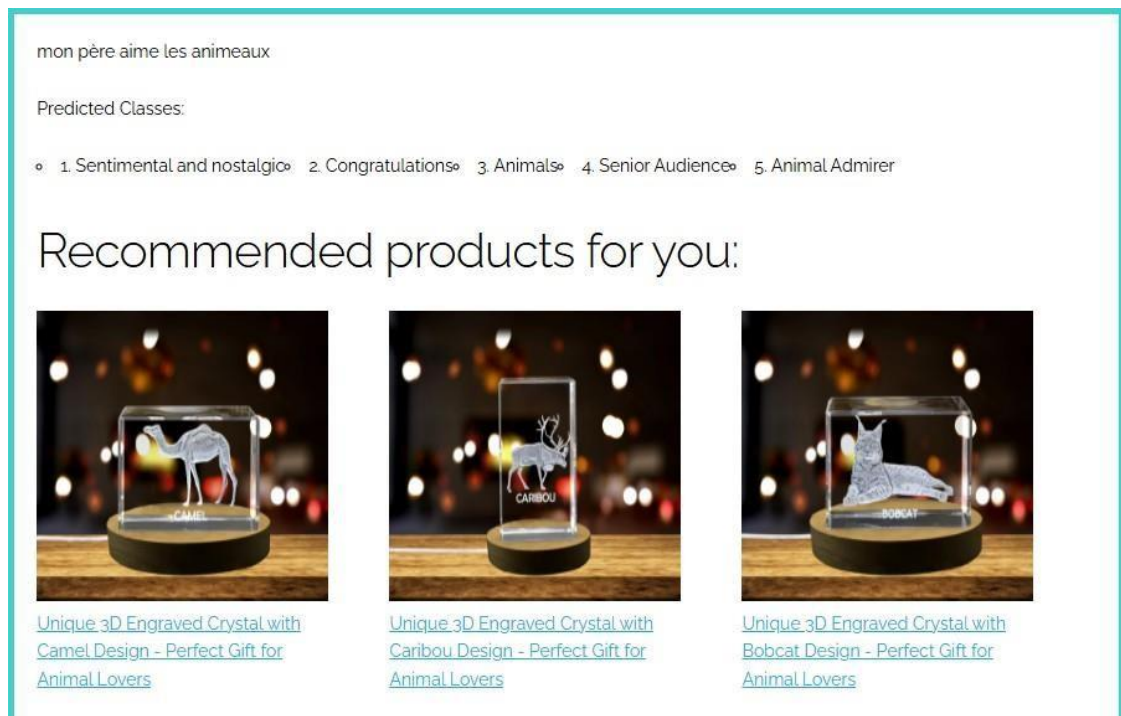 mon père aime les animeaux
Predicted Classes:
1. Sentimental and nostalgic 2. Congratulations 3. Animals 4. Senior Audience 5. Animal Admirer
Recommended products for you:
CAMEL
CARIBOU
BOBCAT
Unique 3D Engraved Crystal with
Camel Design - Perfect Gift for
Animal Lovers
Unique 3D Engraved Crystal with
Caribou Design - Perfect Gift for
Animal Lovers
Unique 3D Engraved Crystal with
Bobcat Design - Perfect Gift for
Animal Lovers